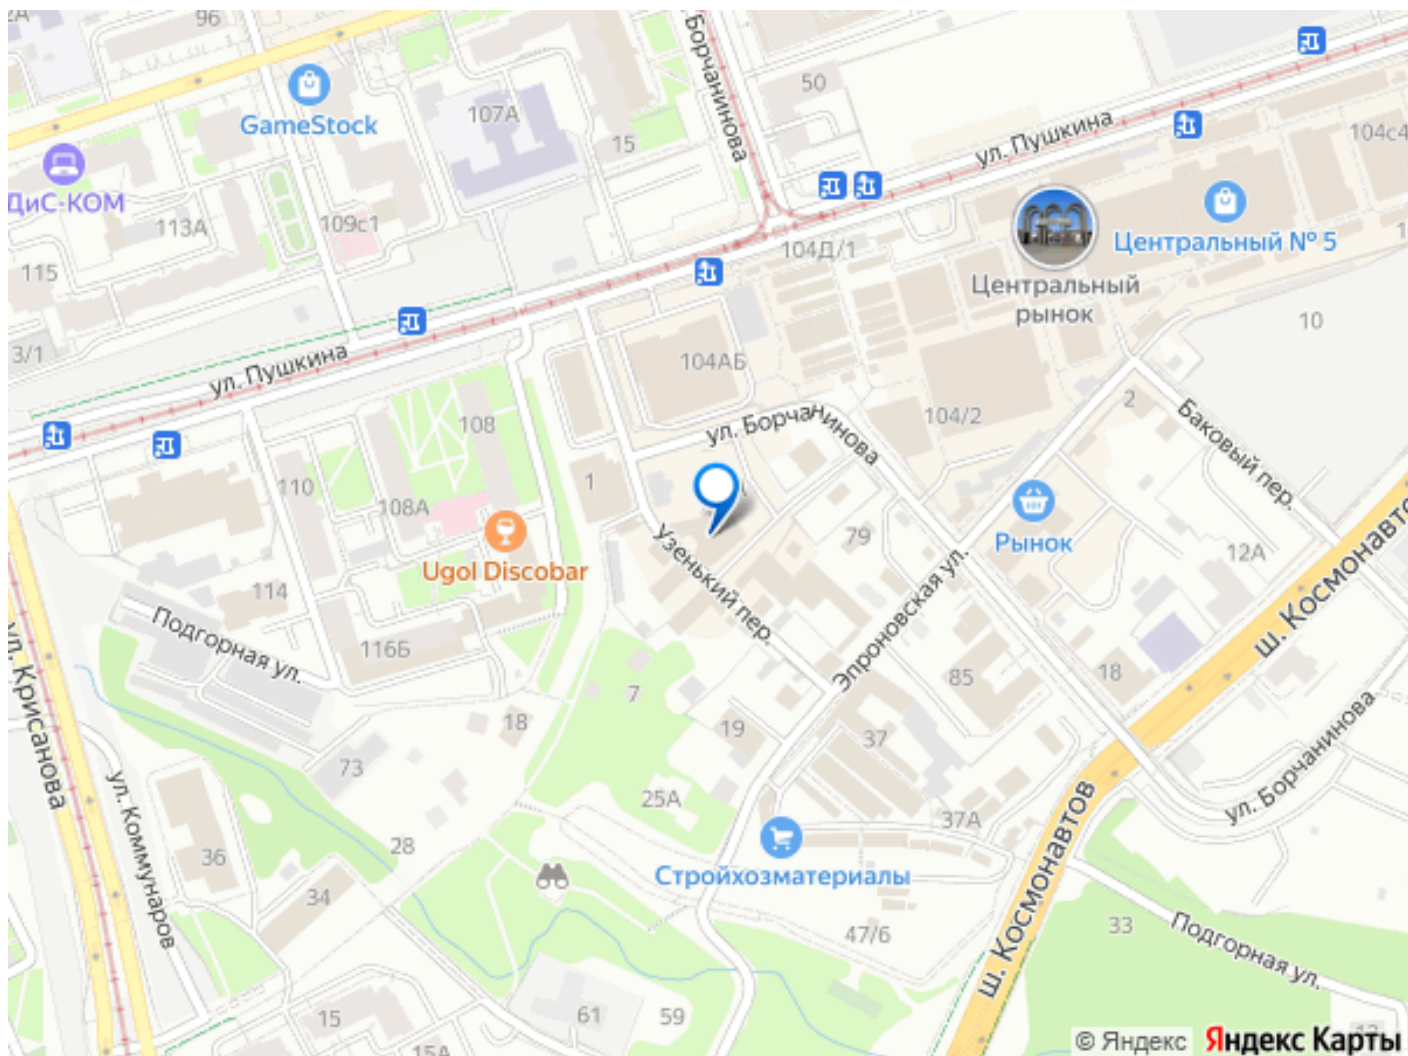 96
ул. Борчанинова
50
GameStock
107А
15
ул. Пушкина
104с4
ДиС-КОМ
113А
109с1
104Д/1
Центральный № 5
115
Центральный
рынок
10
3/1
ул. Пушкина
104АБ
2
104/2
108
ул. Борчанинова
Баковый пер.
110
1
108А
Рынок
79
12А
Ugol Discobar
Узенький пер.
ш. Космонавтов
114
Подгорная ул.
116Б
Эпроновская ул.
85
18
ул. Крисанова
7
18
19
37
73
25А
ул. Борчанинова
ул. Коммунаров
37А
28
36
Стройхозматериалы
34
ш. Космонавтов
47/6
33
Подгорная ул.
15
61
59
15А
© Яндекс Яндекс Карты